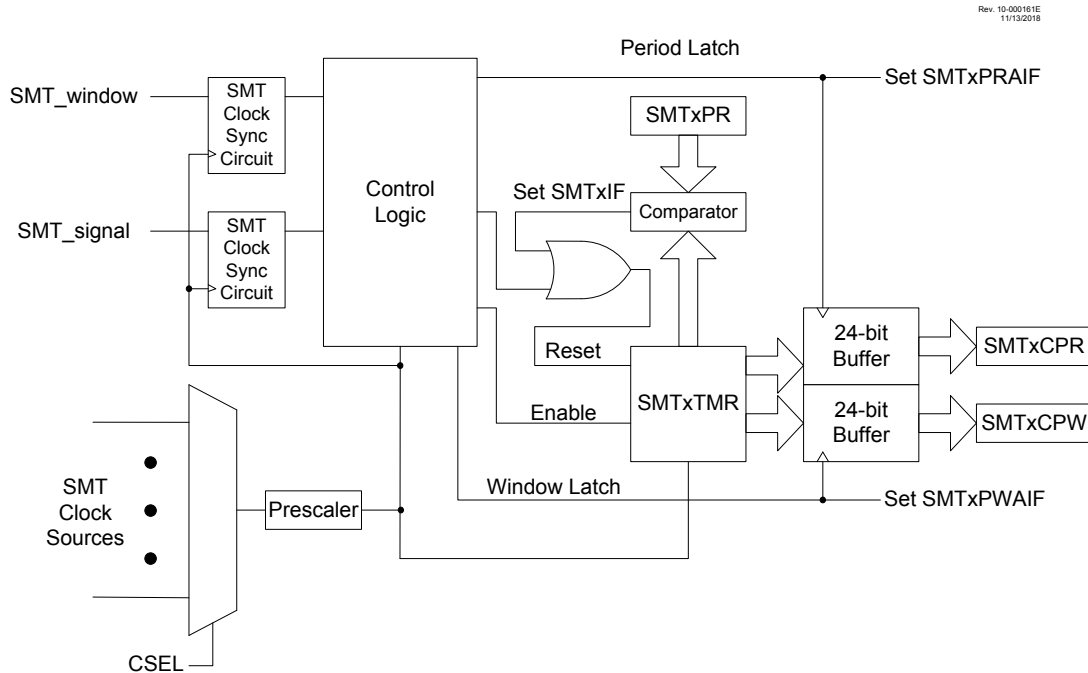 Rev. 10-000161E
11/13/2018
Period Latch
Set SMTxPRAIF
SMT_window
SMT
Clock
Sync
Circuit
SMTxPR
Control
Logic
Set SMTxIF
Comparator
SMT_signal
SMT
Clock
Sync
Circuit
Reset
SMTxTMR
24-bit
Buffer
SMTxCPR
Enable
24-bit
Buffer
SMTxCPW
Window Latch
Set SMTxPWAIF
SMT
Clock
Sources
Prescaler
CSEL